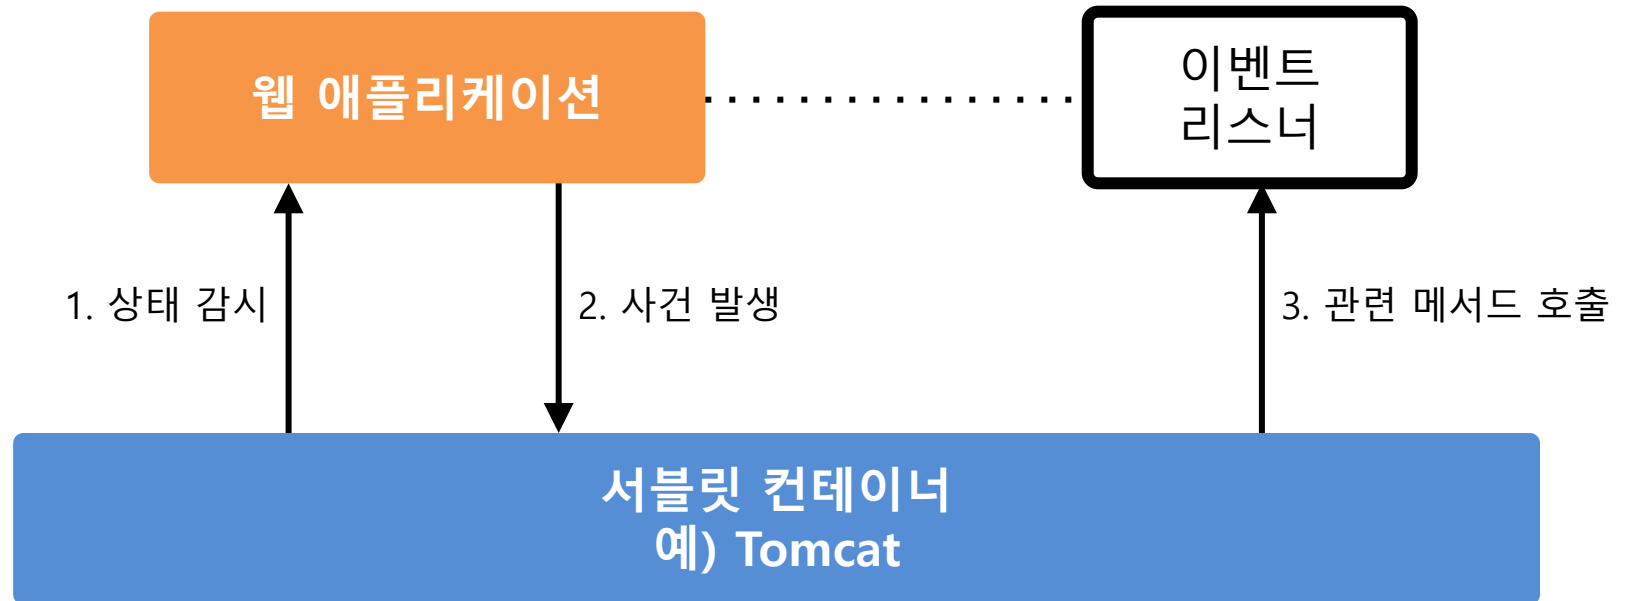 웹 애플리케이션
이벤트
리스너
1. 상태 감시
2. 사건 발생
3. 관련 메서드 호출
서블릿 컨테이너
예) Tomcat